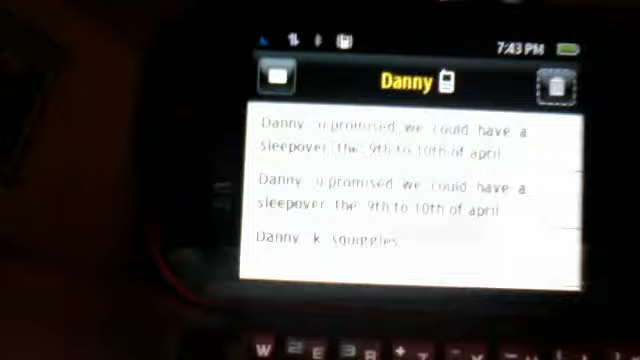 7:43 PM
Danny
Danny: u promised we could have a
sleepover the 9th to 10th of april
Danny: u promised we could have a
sleepover the 9th to 10th of april
Danny: k squiggles
W E R T